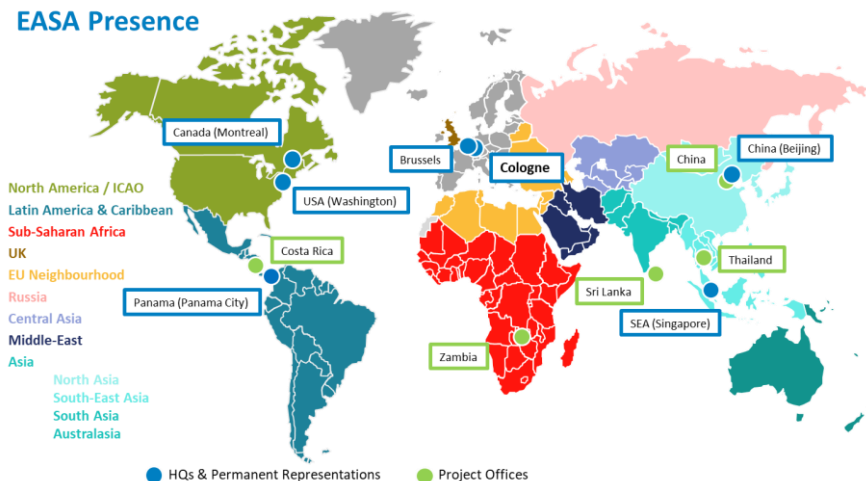 EASA Presence
Canada (Montreal)
China (Beijing)
China
Brussels
Cologne
North America / ICAO
USA (Washington)
Latin America & Caribbean
Sub-Saharan Africa
Costa Rica
UK
Thailand
EU Neighbourhood
Sri Lanka
Russia
Panama (Panama City)
Central Asia
SEA (Singapore)
Middle-East
Zambia
Asia
North Asia
South-East Asia
South Asia
Australasia
HQs & Permanent Representations
Project Offices